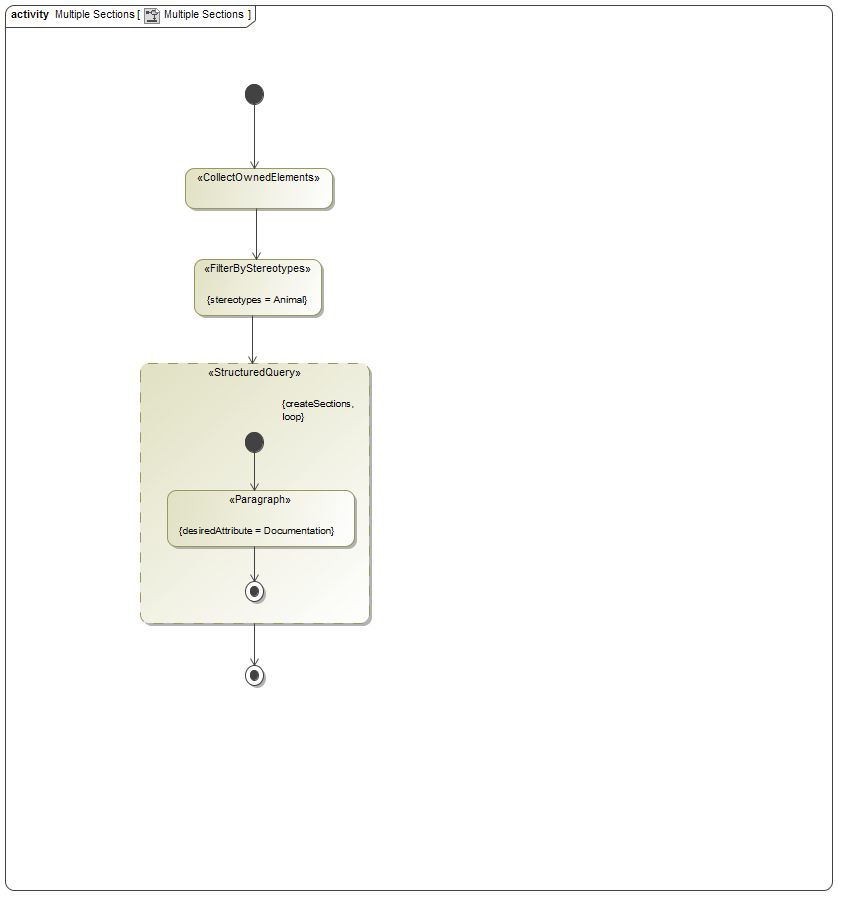 activity Multiple Sections [ Multiple Sections ]
«CollectOwnedElements»
«FilterByStereotypes»
{stereotypes = Animal}
«StructuredQuery»
{createSections,
loop}
«Paragraph»
{desiredAttribute = Documentation}